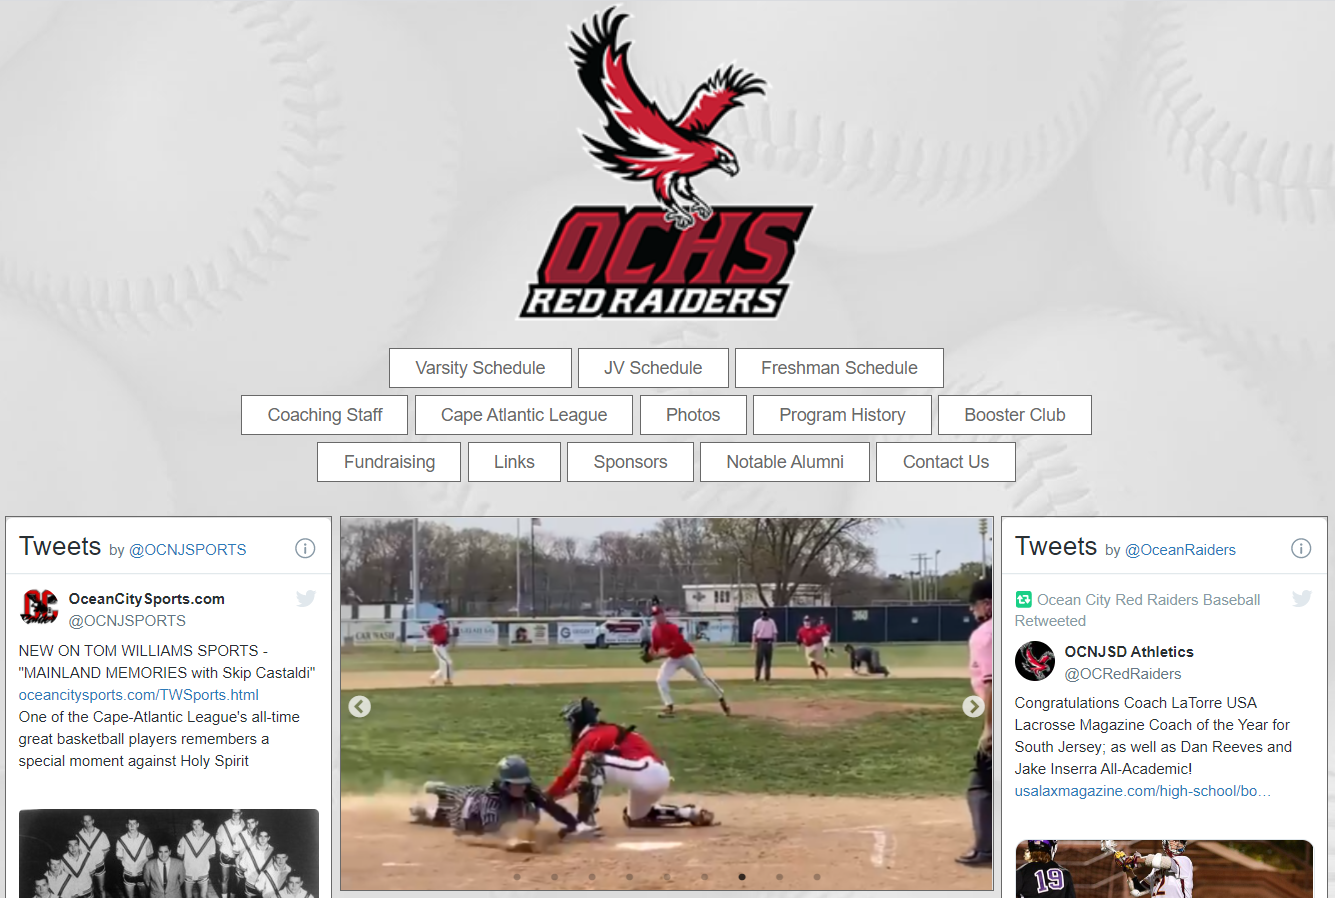 OCHS
RED RAIDERS
Varsity Schedule
JV Schedule
Freshman Schedule
Coaching Staff
Cape Atlantic League
Photos
Program History
Booster Club
Fundraising
Links
Sponsors
Notable Alumni
Contact Us
Tweets by @OCNJSPORTS
OceanCitySports.com
@OCNJSPORTS
NEW ON TOM WILLIAMS SPORTS -
"MAINLAND MEMORIES with Skip Castaldi"
oceancitysports.com/TWSports.html
One of the Cape-Atlantic League's all-time
great basketball players remembers a
special moment against Holy Spirit
CAR WASH
360
Tweets by @OceanRaiders
Ocean City Red Raiders Baseball
Retweeted
OCNJSD Athletics
@OCRedRaiders
Congratulations Coach LaTorre USA
Lacrosse Magazine Coach of the Year for
South Jersey; as well as Dan Reeves and
Jake Inserra All-Academic!
usalaxmagazine.com/high-school/bo…
19